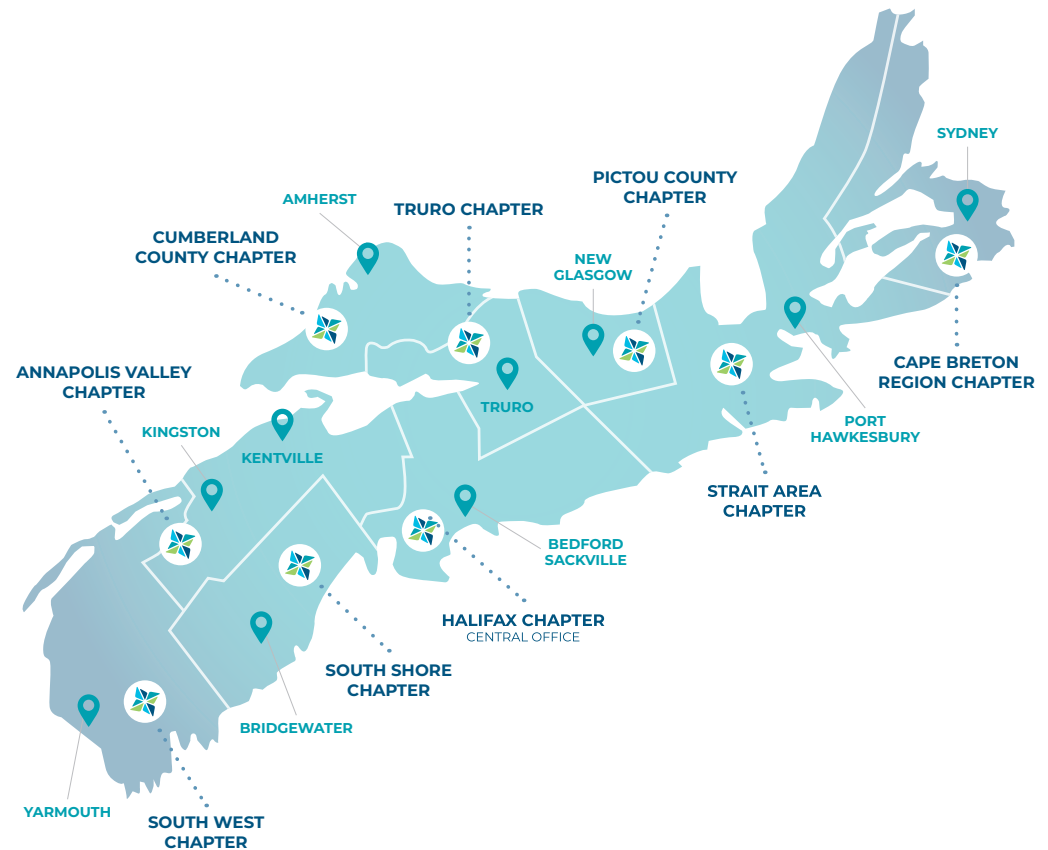 SYDNEY
PICTOU COUNTY
CHAPTER
AMHERST
TRURO CHAPTER
CUMBERLAND
COUNTY CHAPTER
NEW
GLASGOW
ANNAPOLIS VALLEY
CHAPTER
CAPE BRETON
REGION CHAPTER
TRURO
PORT
HAWKESBURY
KINGSTON
KENTVILLE
STRAIT AREA
CHAPTER
BEDFORD
SACKVILLE
HALIFAX CHAPTER
CENTRAL OFFICE
SOUTH SHORE
CHAPTER
BRIDGEWATER
YARMOUTH
SOUTH WEST
CHAPTER